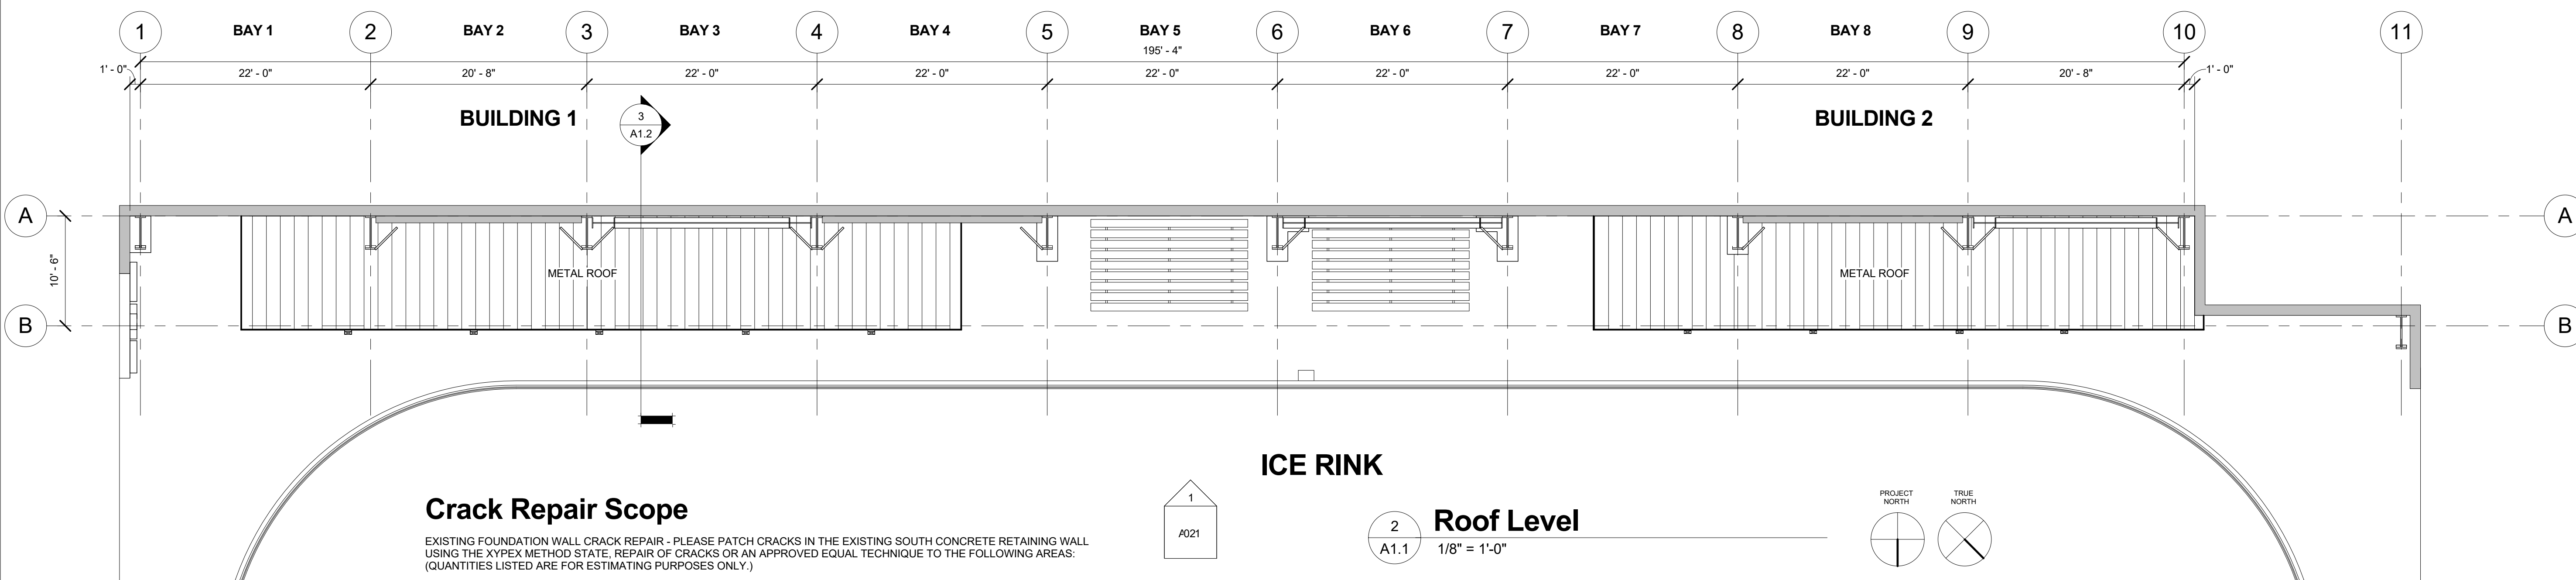 1 BAY 1 2 BAY 2 3 BAY 3 4 BAY 4 5 BAY 5 6 BAY 6 7 BAY 7 8 BAY 8 9 10 11
195' - 4"
1' - 0" 22' - 0" 20' - 8" 22' - 0" 22' - 0" 22' - 0" 22' - 0" 22' - 0" 22' - 0" 20' - 8" 1' - 0"
BUILDING 1
3
A1.2
BUILDING 2
A
A
10' - 6"
METAL ROOF
METAL ROOF
B
B
ICE RINK
Crack Repair Scope
EXISTING FOUNDATION WALL CRACK REPAIR - PLEASE PATCH CRACKS IN THE EXISTING SOUTH CONCRETE RETAINING WALL
USING THE XYPEX METHOD STATE, REPAIR OF CRACKS OR AN APPROVED EQUAL TECHNIQUE TO THE FOLLOWING AREAS:
(QUANTITIES LISTED ARE FOR ESTIMATING PURPOSES ONLY.)
1
A021
2
A1.1
Roof Level
1/8" = 1'-0"
PROJECT
NORTH
TRUE
NORTH